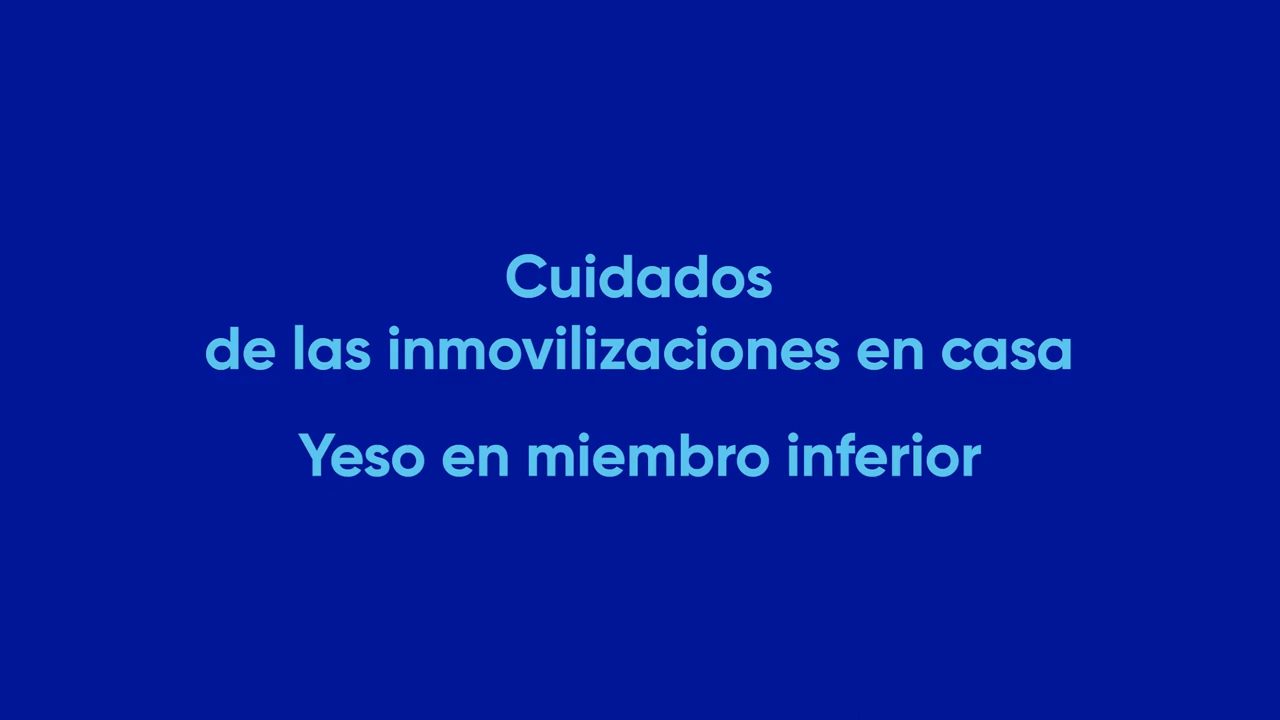 Cuidados
de las inmovilizaciones en casa
Yeso en miembro inferior